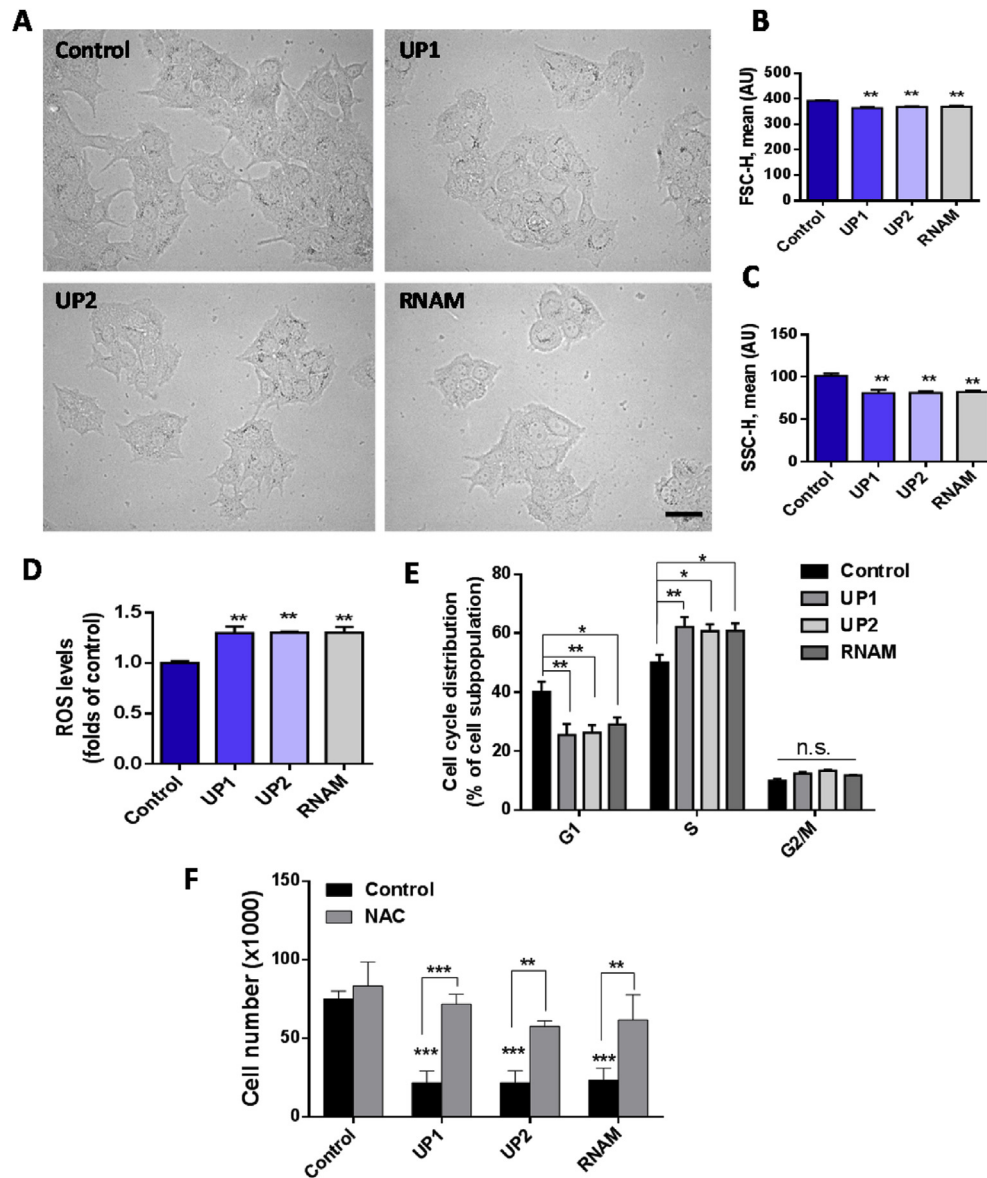 A
Control
UP1
UP2
RNAM
B
FSC-H, mean (AU)
500
400
300
200
100
0
** ** **
Control UP1 UP2 RNAM
C
SSC-H, mean (AU)
150
100
50
0
** ** **
Control UP1 UP2 RNAM
D
ROS levels
(folds of control)
1.5
1.0
0.5
0.0
** ** **
Control UP1 UP2 RNAM
E
Cell cycle distribution
(% of cell subpopulation)
80
60
40
20
0
*
**
**
*
*
**
n.s.
G1 S G2/M
Control
UP1
UP2
RNAM
F
Cell number (x1000)
150
100
50
0
Control
NAC
*** ** **
*** *** ***
Control UP1 UP2 RNAM